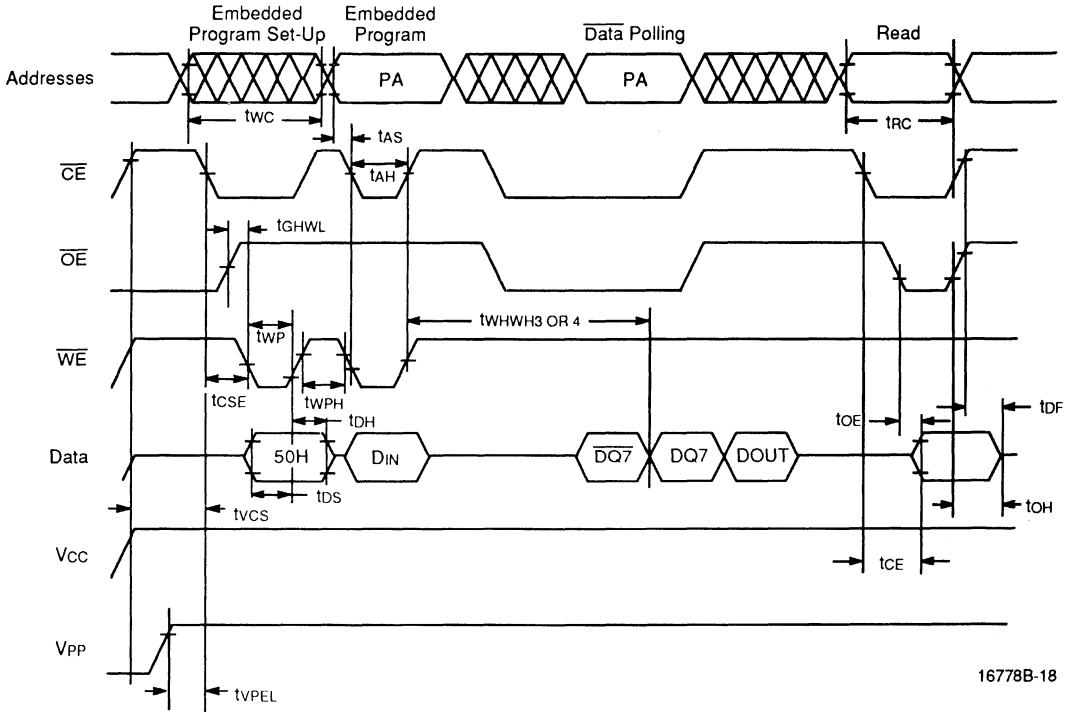 Embedded
Program Set-Up
Embedded
Program
Data Polling
Read
Addresses
PA
PA
tWC
tAS
tRC
CE
tAH
tGHWL
OE
tWHWH3 OR 4
tWP
WE
tCSE
tWPH
tDH
tOE
tDF
Data
50H
DIN
DQ7
DQ7
DOUT
tDS
tVCS
tOH
VCC
tCE
VPP
16778B-18
tVPEL